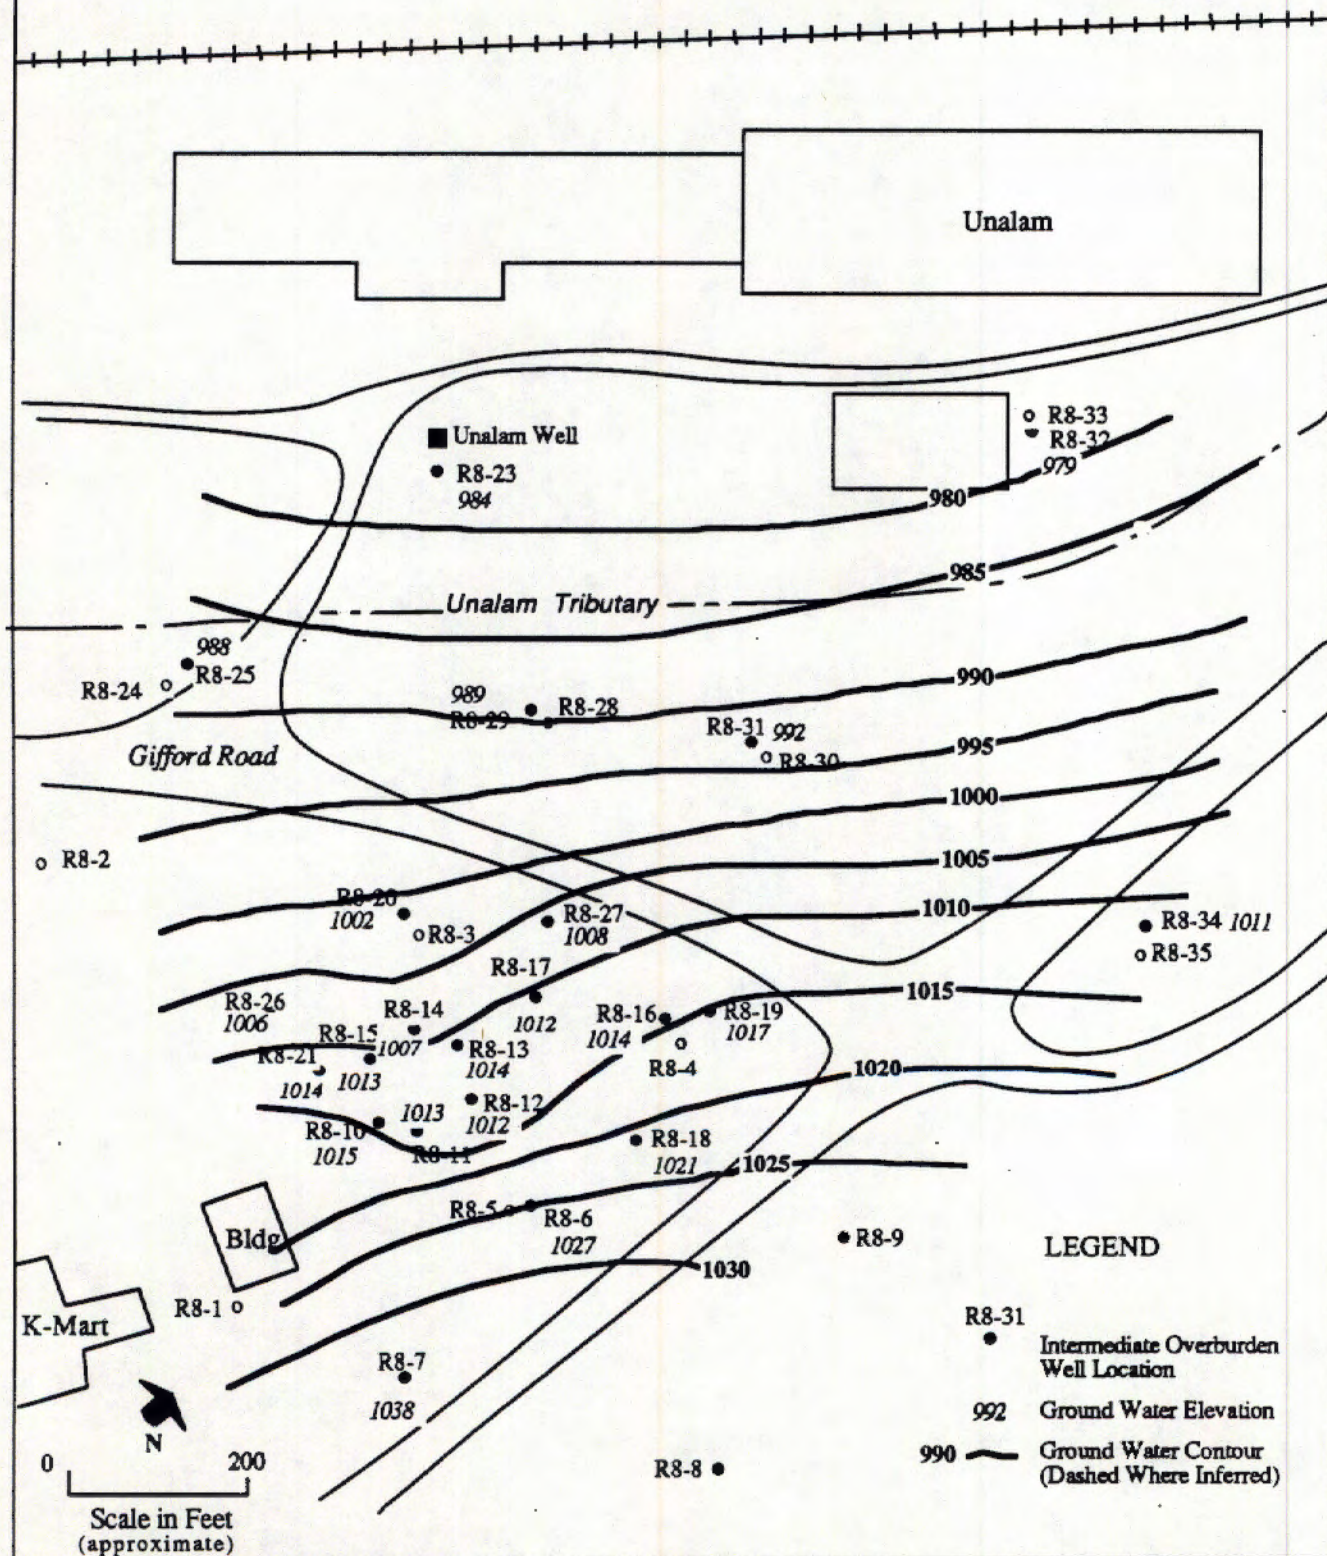 Unalam
R8-33
R8-32
979
Unalam Well
R8-23
984
980
985
Unalam Tributary
988
R8-25
R8-24
990
989
R8-29
R8-28
R8-31 992
R8-30
995
Gifford Road
1000
1005
R8-2
R8-20
1002
R8-3
R8-27
1008
1010
R8-34 1011
R8-35
R8-17
1012
1015
R8-26
1006
R8-14
1007
R8-16
1014
R8-19
1017
R8-15
1013
R8-21
1014
R8-13
1014
R8-4
1020
R8-12
1012
1013
R8-10
1015
R8-11
R8-18
1021
1025
R8-5
R8-6
1027
Bldg
R8-9
1030
R8-1
K-Mart
R8-7
1038
R8-8
N
0 200
Scale in Feet
(approximate)
LEGEND
R8-31
Intermediate Overburden
Well Location
992 Ground Water Elevation
990 Ground Water Contour
(Dashed Where Inferred)